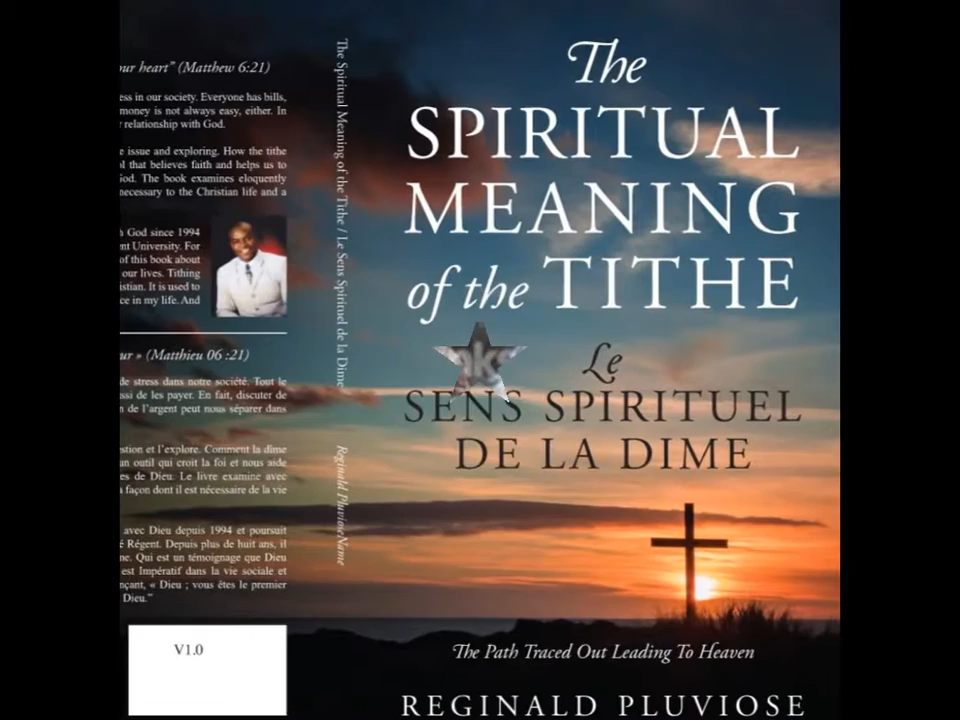 our heart” (Matthew 6:21)
ess in our society. Everyone has bills,
money is not always easy, either. In
relationship with God.
e issue and exploring. How the tithe
ol that believes faith and helps us to
God. The book examines eloquently
necessary to the Christian life and a
h God since 1994
ent University. For
of this book about
our lives. Tithing
istian. It is used to
ce in my life. And
ur » (Matthieu 06 :21)
de stress dans notre société. Tout le
ssi de les payer. En fait, discuter de
n de l’argent peut nous séparer dans
stion et l’explore. Comment la dîme
un outil qui croit la foi et nous aide
es de Dieu. Le livre examine avec
a façon dont il est nécessaire de la vie
avec Dieu depuis 1994 et poursuit
é Régent. Depuis plus de huit ans, il
ne. Qui est un témoignage que Dieu
est Impératif dans la vie sociale et
nçant, « Dieu ; vous êtes le premier
Dieu.”
V1.0
The Spiritual Meaning of the Tithe / Le Sens Spirituel de la Dime
Reginald PluvioseName
The
SPIRITUAL
MEANING
of the TITHE
Le
SENS SPIRITUEL
DE LA DIME
The Path Traced Out Leading To Heaven
REGINALD PLUVIOSE